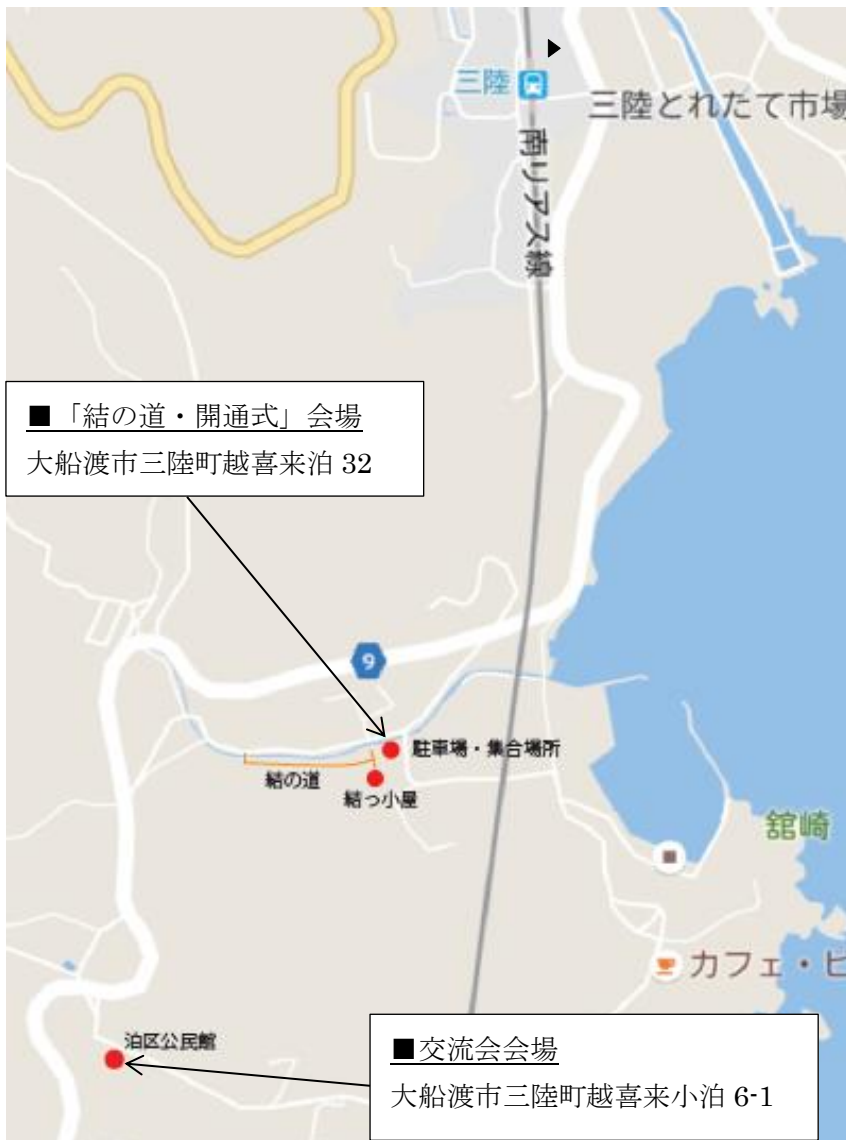 三陸
三陸とれたて市場
南リアス線
■「結の道・開通式」会場
大船渡市三陸町越喜来泊 32
9
駐車場・集合場所
結の道
結っ小屋
舘崎
カフェ・ビ
泊区公民館
■交流会会場
大船渡市三陸町越喜来小泊 6-1